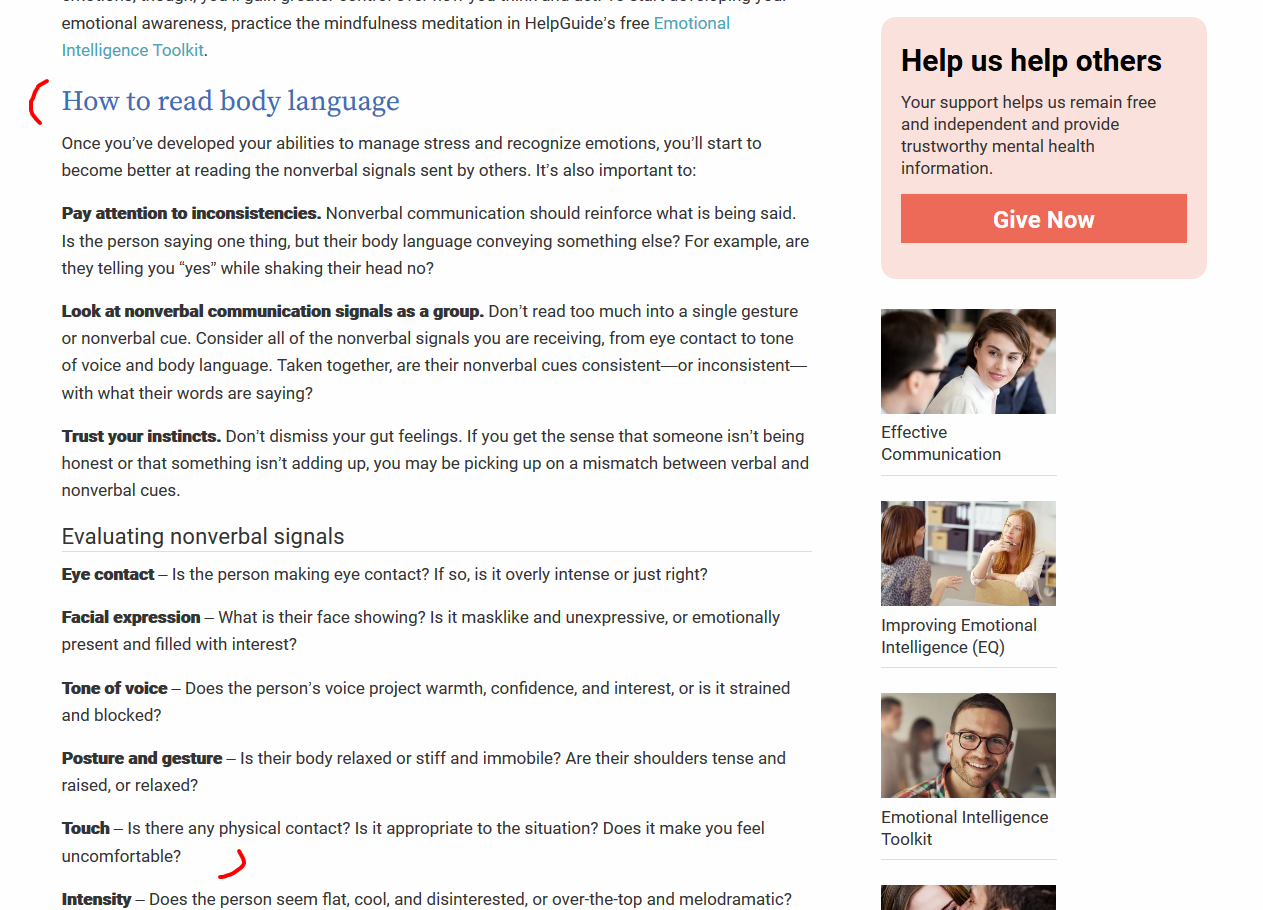 emotional awareness, practice the mindfulness meditation in HelpGuide’s free Emotional
Intelligence Toolkit.
How to read body language
Once you’ve developed your abilities to manage stress and recognize emotions, you’ll start to
become better at reading the nonverbal signals sent by others. It’s also important to:
Pay attention to inconsistencies. Nonverbal communication should reinforce what is being said.
Is the person saying one thing, but their body language conveying something else? For example, are
they telling you “yes” while shaking their head no?
Look at nonverbal communication signals as a group. Don’t read too much into a single gesture
or nonverbal cue. Consider all of the nonverbal signals you are receiving, from eye contact to tone
of voice and body language. Taken together, are their nonverbal cues consistent—or inconsistent—
with what their words are saying?
Trust your instincts. Don’t dismiss your gut feelings. If you get the sense that someone isn’t being
honest or that something isn’t adding up, you may be picking up on a mismatch between verbal and
nonverbal cues.
Evaluating nonverbal signals
Eye contact – Is the person making eye contact? If so, is it overly intense or just right?
Facial expression – What is their face showing? Is it masklike and unexpressive, or emotionally
present and filled with interest?
Tone of voice – Does the person’s voice project warmth, confidence, and interest, or is it strained
and blocked?
Posture and gesture – Is their body relaxed or stiff and immobile? Are their shoulders tense and
raised, or relaxed?
Touch – Is there any physical contact? Is it appropriate to the situation? Does it make you feel
uncomfortable?
Intensity – Does the person seem flat, cool, and disinterested, or over-the-top and melodramatic?
Help us help others
Your support helps us remain free
and independent and provide
trustworthy mental health
information.
Give Now
Effective
Communication
Improving Emotional
Intelligence (EQ)
Emotional Intelligence
Toolkit